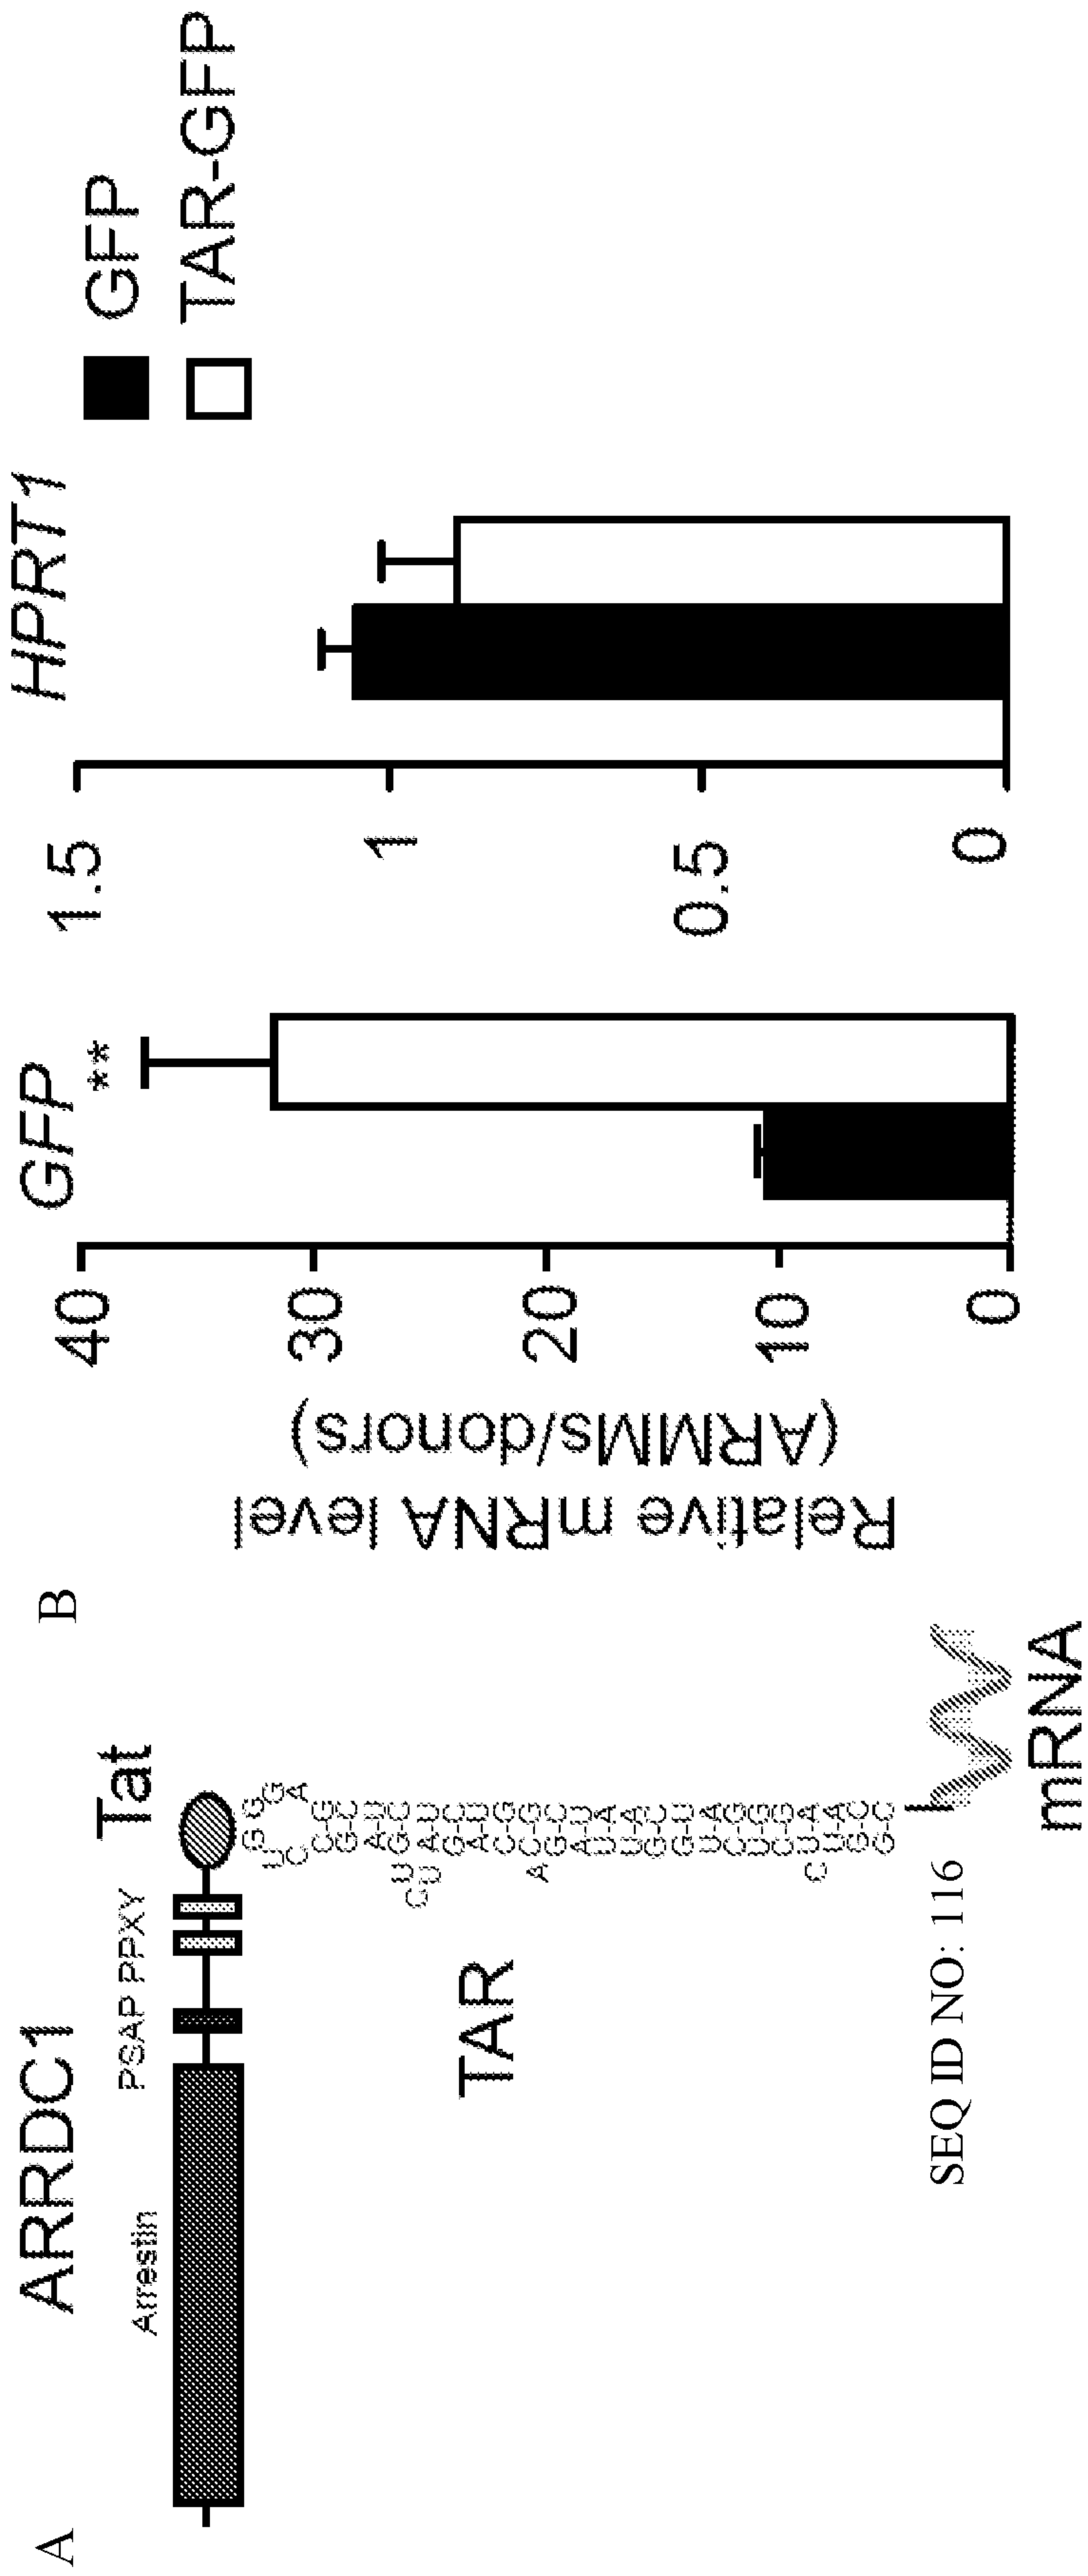 A
ARRDC1
Arrestin
PSAP PPXY
Tat
G G
U G
C A
C-G
G-C
A-U
G-C
U
C U
A-U
G-C
A-U
C-G
C-G
A
G-C
A-U
U-A
U-A
G-C
G-U
U-A
C-G
U-G
C-G
U-A
C
U-A
G-C
G-C
TAR
SEQ ID NO: 116
mRNA
B
Relative mRNA level
(ARMMs/donors)
GFP
**
40
30
20
10
0
HPRT1
1.5
1
0.5
0
GFP
TAR-GFP